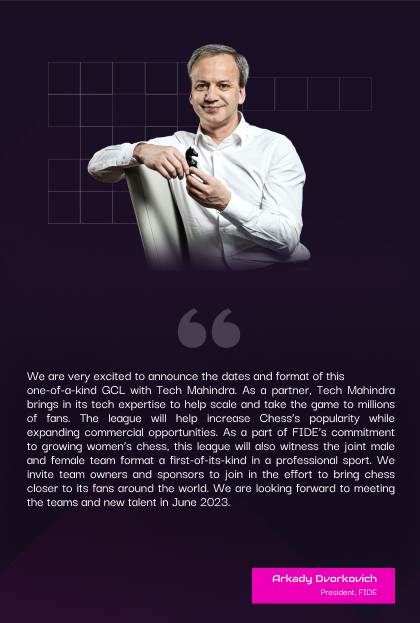 We are very excited to announce the dates and format of this
one-of-a-kind GCL with Tech Mahindra. As a partner, Tech Mahindra
brings in its tech expertise to help scale and take the game to millions
of fans. The league will help increase Chess's popularity while
expanding commercial opportunities. As a part of FIDE's commitment
to growing women's chess, this league will also witness the joint male
and female team format a first-of-its-kind in a professional sport. We
invite team owners and sponsors to join in the effort to bring chess
closer to its fans around the world. We are looking forward to meeting
the teams and new talent in June 2023.
Arkady Dvorkovich
President, FIDE